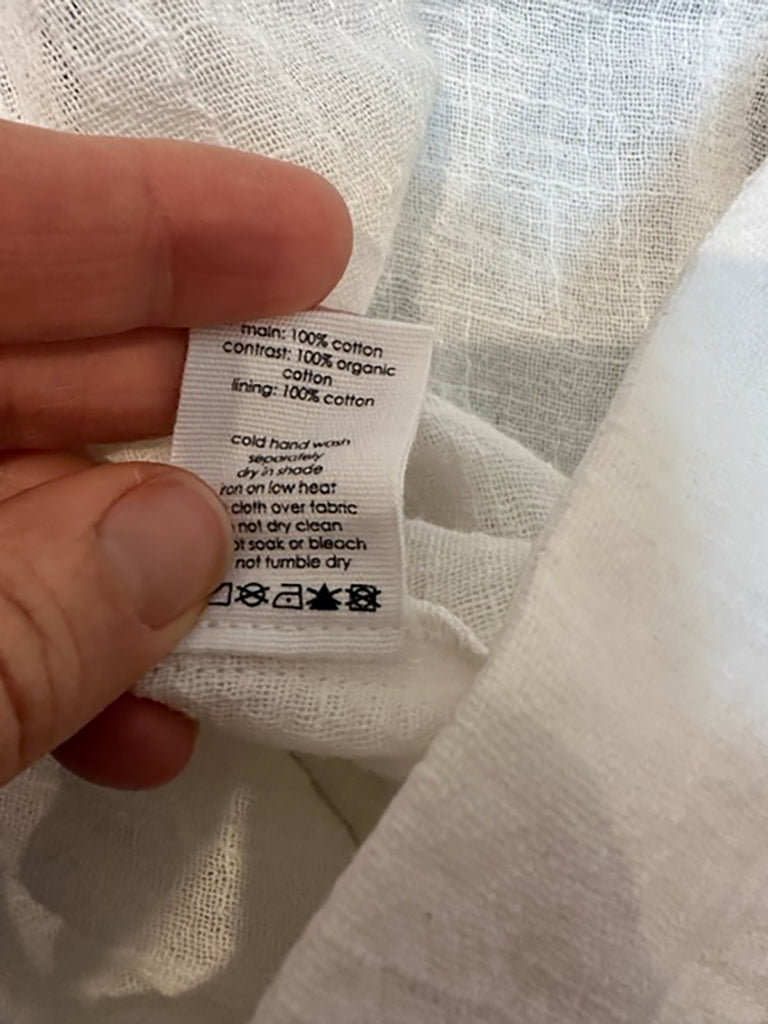 main: 100% cotton
contrast: 100% organic
cotton
lining: 100% cotton
cold hand wash
separately
dry in shade
iron on low heat
cloth over fabric
not dry clean
soak or bleach
not tumble dry